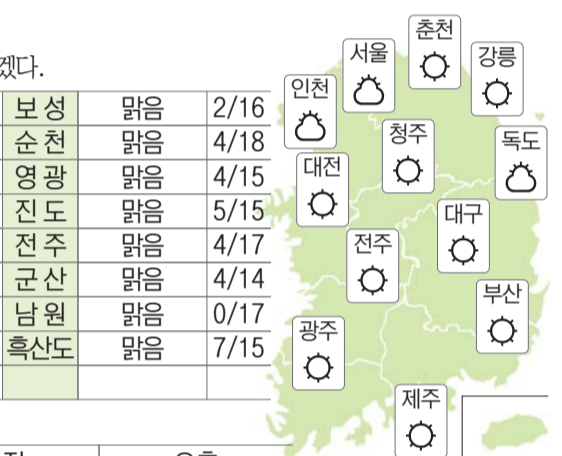 겠다.
보성 맑음 2/16
순천 맑음 4/18
영광 맑음 4/15
진도 맑음 5/15
전주 맑음 4/17
군산 맑음 4/14
남원 맑음 0/17
흑산도 맑음 7/15
춘천
서울
강릉
인천
청주
독도
대전
대구
전주
부산
광주
제주